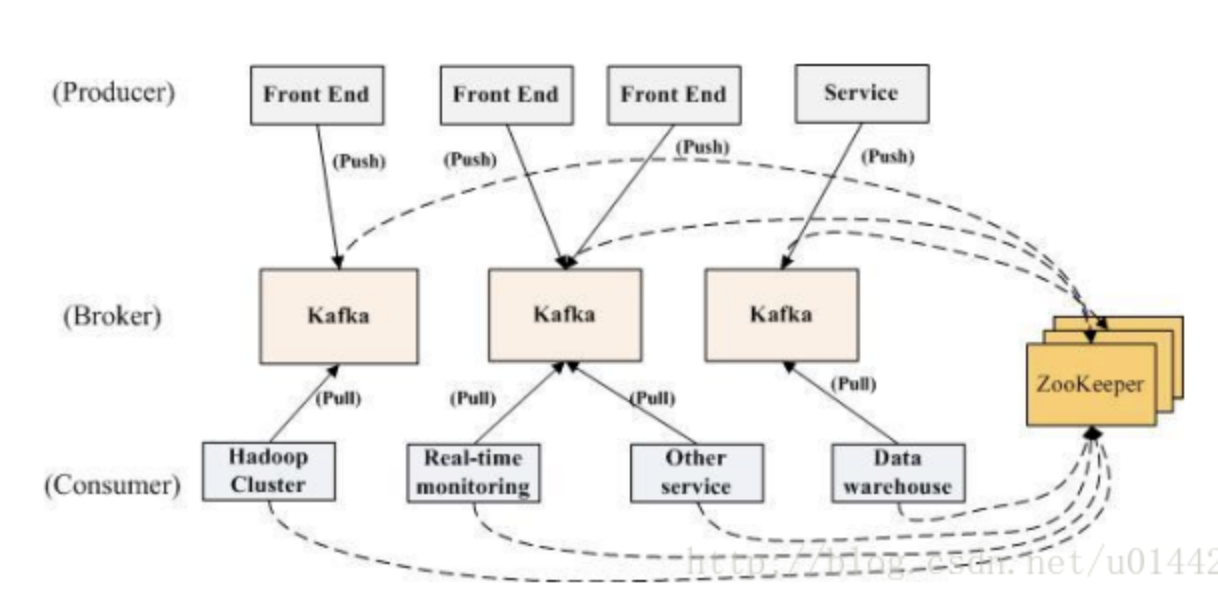 (Producer)
Front End
Front End
Front End
Service
(Push)
(Push)
(Push)
(Push)
(Broker)
Kafka
Kafka
Kafka
ZooKeeper
(Pull)
(Pull)
(Pull)
(Pull)
(Consumer)
Hadoop
Cluster
Real-time
monitoring
Other
service
Data
warehouse
http://blog.csdn.net/u01442